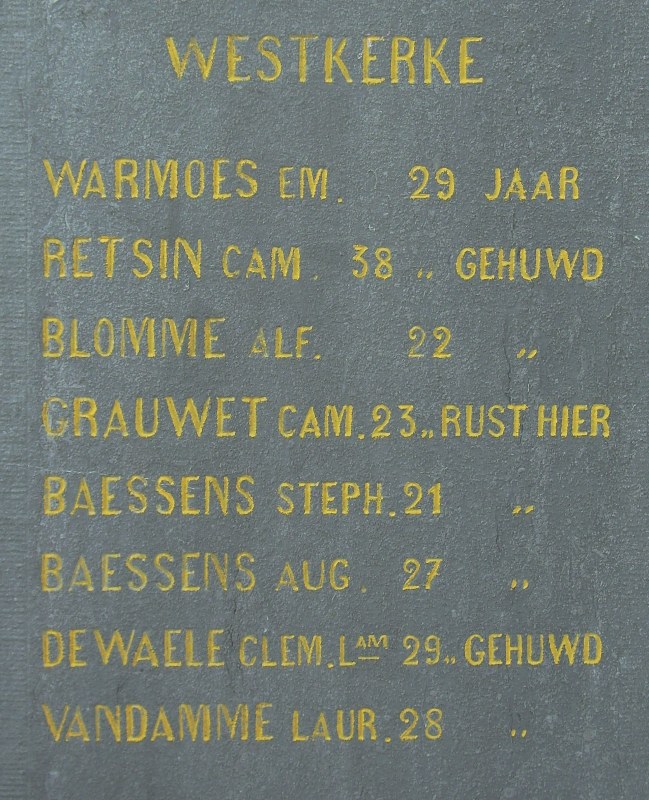 WESTKERKE
WARMOES EM. 29 JAAR
RETSIN CAM. 38 ,, GEHUWD
BLOMME ALF. 22 ,,
GRAUWET CAM. 23 ,, RUST HIER
BAESSENS STEPH. 21 ,,
BAESSENS AUG. 27 ,,
DEWAELE CLEM. LAM 29 ,, GEHUWD
VANDAMME LAUR. 28 ,,